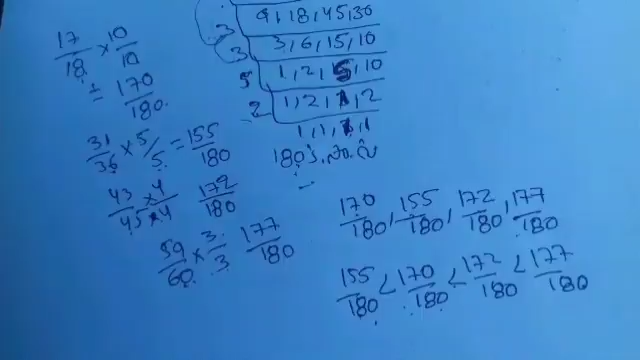 9, 18, 45, 30
3 3, 6, 15, 10
5 1, 2, 5, 10
2 1, 2, 1, 2
1, 1, 1, 1
180
17/18 × 10/10
= 170/180
31/36 × 5/5 = 155/180
43/45 × 4/4 172/180
59/60 × 3/3 177/180
170/180, 155/180, 172/180, 177/180
155/180 < 170/180 < 172/180 < 177/180